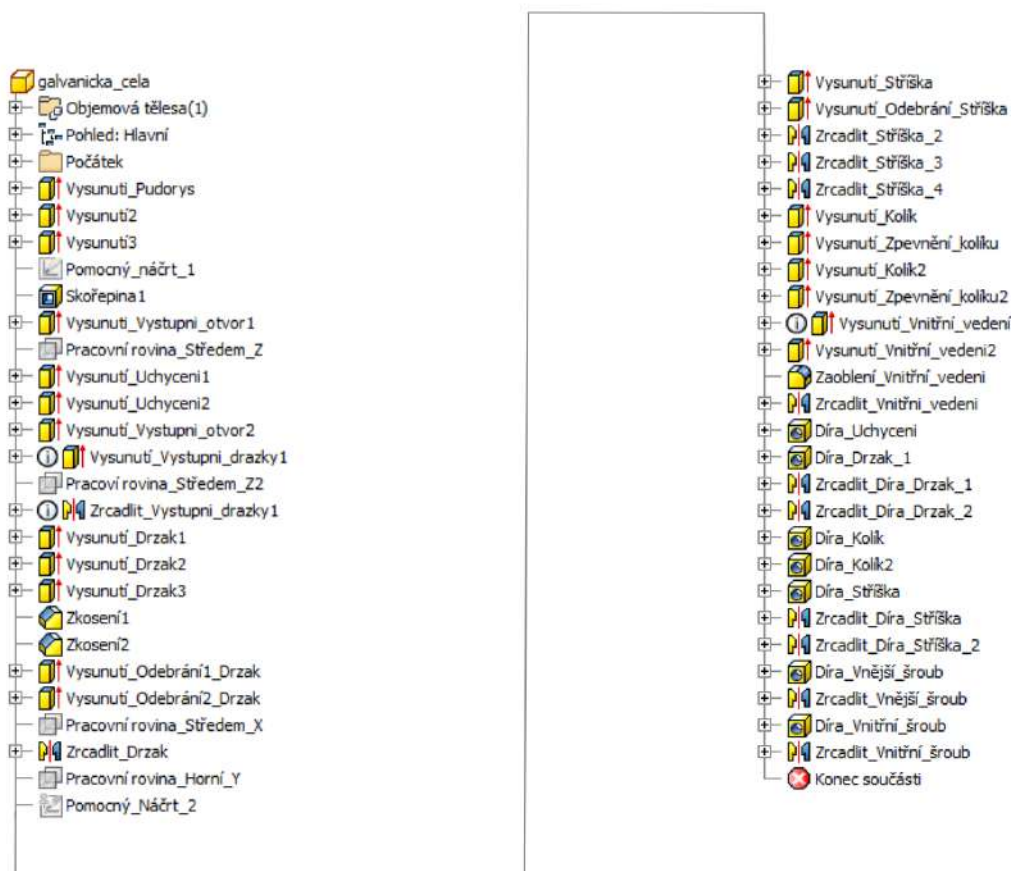 galvanicka_cela
Objemová tělesa(1)
Pohled: Hlavní
Počátek
Vysunuti_Pudorys
Vysunutí2
Vysunutí3
Pomocný_náčrt_1
Skořepina1
Vysunuti_Vystupni_otvor1
Pracovní rovina_Středem_Z
Vysunutí_Uchyceni1
Vysunutí_Uchyceni2
Vysunutí_Vystupni_otvor2
Vysunutí_Vystupni_drazky1
Pracoví rovina_Středem_Z2
Zrcadlit_Vystupni_drazky1
Vysunutí_Drzak1
Vysunutí_Drzak2
Vysunutí_Drzak3
Zkosení1
Zkosení2
Vysunutí_Odebrání1_Drzak
Vysunutí_Odebrání2_Drzak
Pracovní rovina_Středem_X
Zrcadlit_Drzak
Pracovní rovina_Horní_Y
Pomocný_Náčrt_2
Vysunutí_Stříška
Vysunutí_Odebrání_Stříška
Zrcadlit_Stříška_2
Zrcadlit_Stříška_3
Zrcadlit_Stříška_4
Vysunutí_Kolík
Vysunutí_Zpevnění_kolíku
Vysunutí_Kolík2
Vysunutí_Zpevnění_kolíku2
Vysunutí_Vnitřní_vedení
Vysunutí_Vnitřní_vedeni2
Zaoblení_Vnitřní_vedeni
Zrcadlit_Vnitřni_vedeni
Díra_Uchyceni
Díra_Drzak_1
Zrcadlit_Díra_Drzak_1
Zrcadlit_Díra_Drzak_2
Díra_Kolík
Díra_Kolík2
Díra_Stříška
Zrcadlit_Díra_Stříška
Zrcadlit_Díra_Stříška_2
Díra_Vnější_šroub
Zrcadlit_Vnější_šroub
Díra_Vnitřní_šroub
Zrcadlit_Vnitřní_šroub
Konec součásti